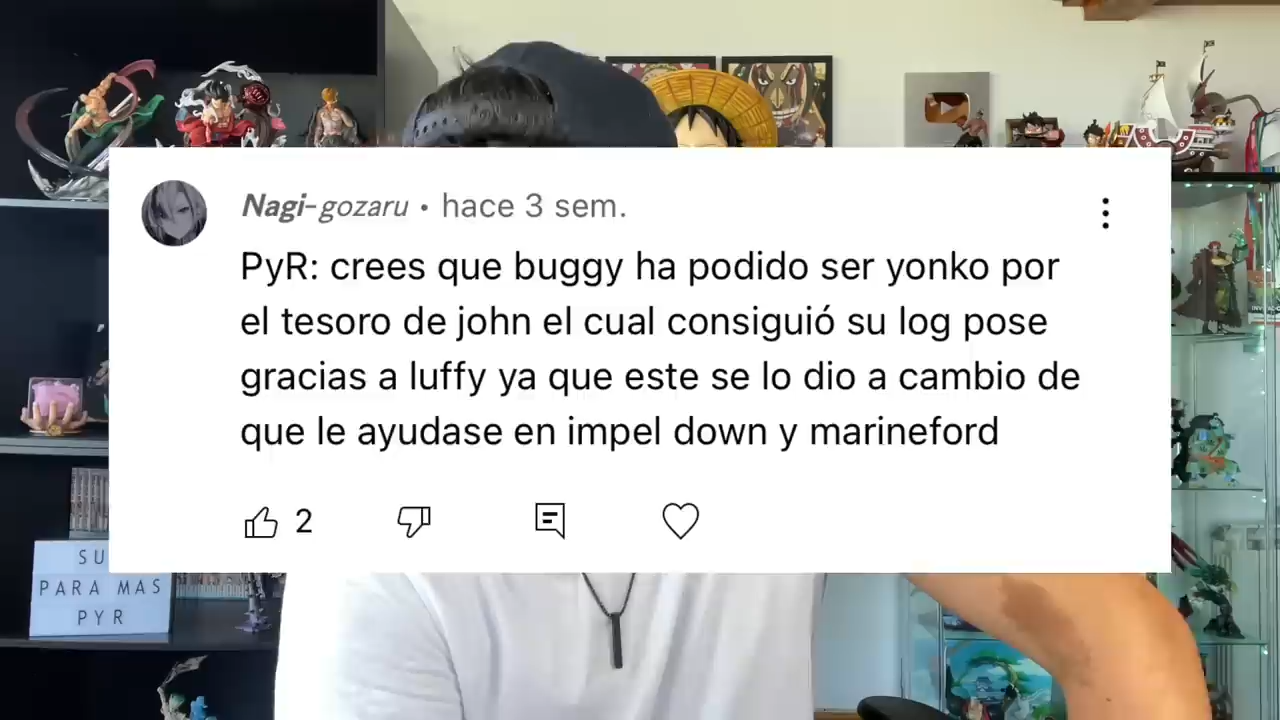 Nagi-gozaru • hace 3 sem.
PyR: crees que buggy ha podido ser yonko por
el tesoro de john el cual consiguió su log pose
gracias a luffy ya que este se lo dio a cambio de
que le ayudase en impel down y marineford
2
SU
PARA MAS
PYR